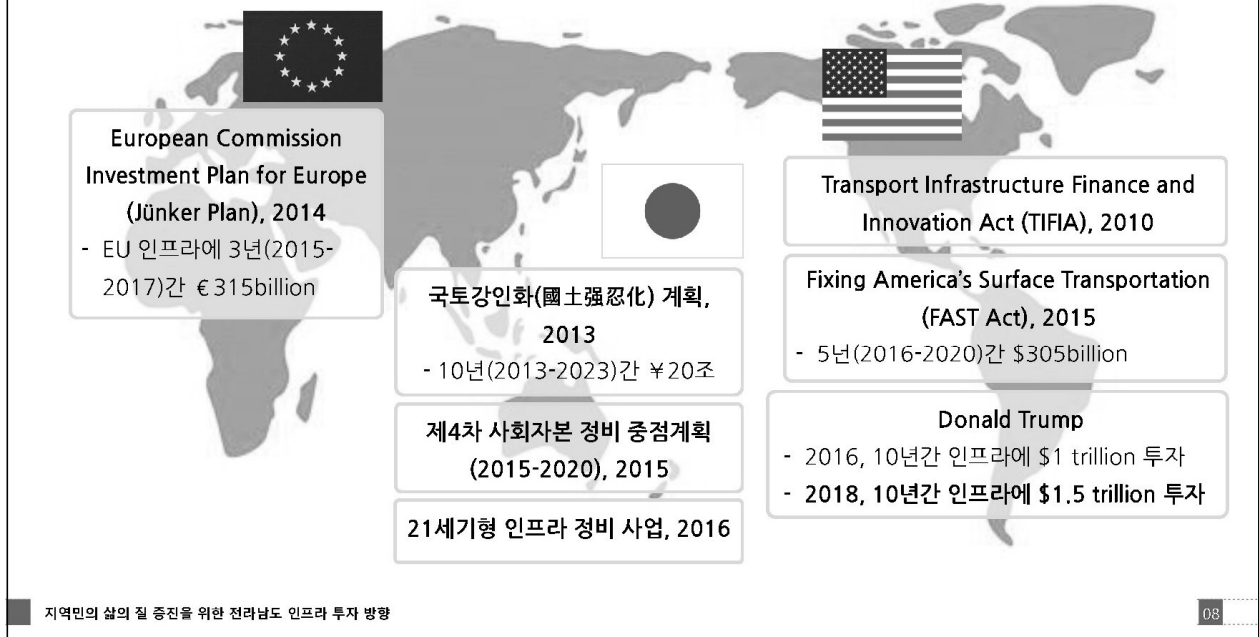 European Commission
Investment Plan for Europe
(Jünker Plan), 2014
- EU 인프라에 3년(2015-
2017)간 €315billion
국토강인화(國土强忍化) 계획,
2013
- 10년(2013-2023)간 ¥20조
제4차 사회자본 정비 중점계획
(2015-2020), 2015
21세기형 인프라 정비 사업, 2016
Transport Infrastructure Finance and
Innovation Act (TIFIA), 2010
Fixing America's Surface Transportation
(FAST Act), 2015
- 5년(2016-2020)간 $305billion
Donald Trump
- 2016, 10년간 인프라에 $1 trillion 투자
- 2018, 10년간 인프라에 $1.5 trillion 투자
지역민의 삶의 질 증진을 위한 전라남도 인프라 투자 방향
08